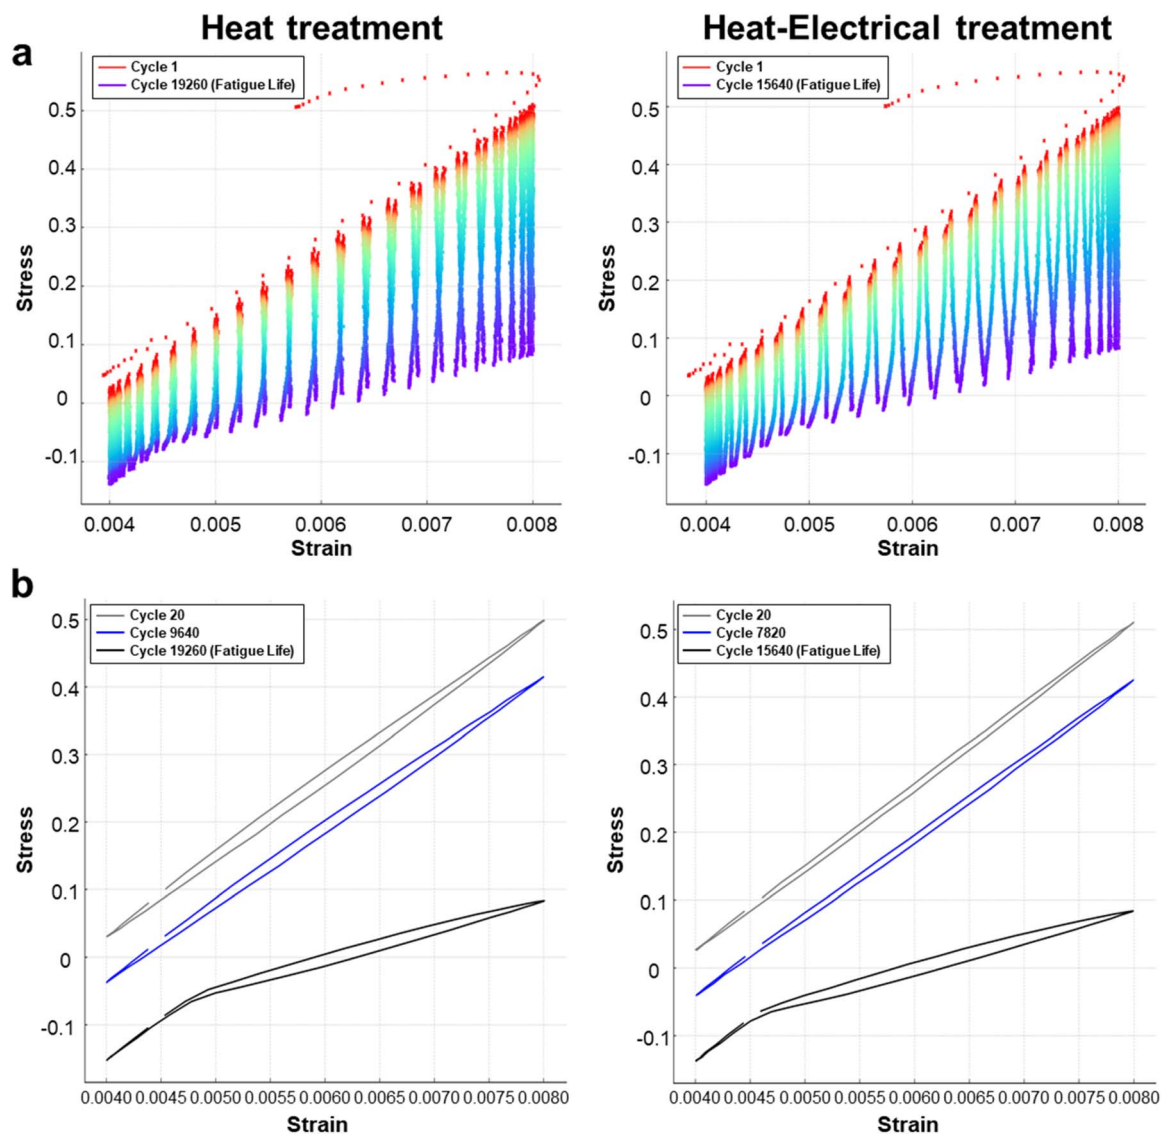 Heat treatment
Heat-Electrical treatment
a
Cycle 1
Cycle 19260 (Fatigue Life)
0.5
0.4
0.3
0.2
0.1
0
-0.1
Stress
0.004
0.005
0.006
0.007
0.008
Strain
Cycle 1
Cycle 15640 (Fatigue Life)
0.5
0.4
0.3
0.2
0.1
0
-0.1
Stress
0.004
0.005
0.006
0.007
0.008
Strain
b
Cycle 20
Cycle 9640
Cycle 19260 (Fatigue Life)
0.5
0.4
0.3
0.2
0.1
0
-0.1
Stress
0.0040 0.0045 0.0050 0.0055 0.0060 0.0065 0.0070 0.0075 0.0080
Strain
Cycle 20
Cycle 7820
Cycle 15640 (Fatigue Life)
0.5
0.4
0.3
0.2
0.1
0
-0.1
Stress
0.0040 0.0045 0.0050 0.0055 0.0060 0.0065 0.0070 0.0075 0.0080
Strain